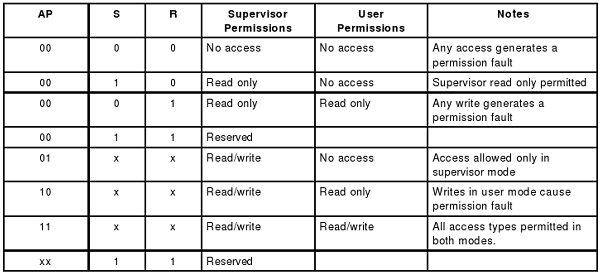 AP S R Supervisor Permissions User Permissions Notes
00 0 0 No access No access Any access generates a permission fault
00 1 0 Read only No access Supervisor read only permitted
00 0 1 Read only Read only Any write generates a permission fault
00 1 1 Reserved
01 x x Read/write No access Access allowed only in supervisor mode
10 x x Read/write Read only Writes in user mode cause permission fault
11 x x Read/write Read/write All access types permitted in both modes.
xx 1 1 Reserved